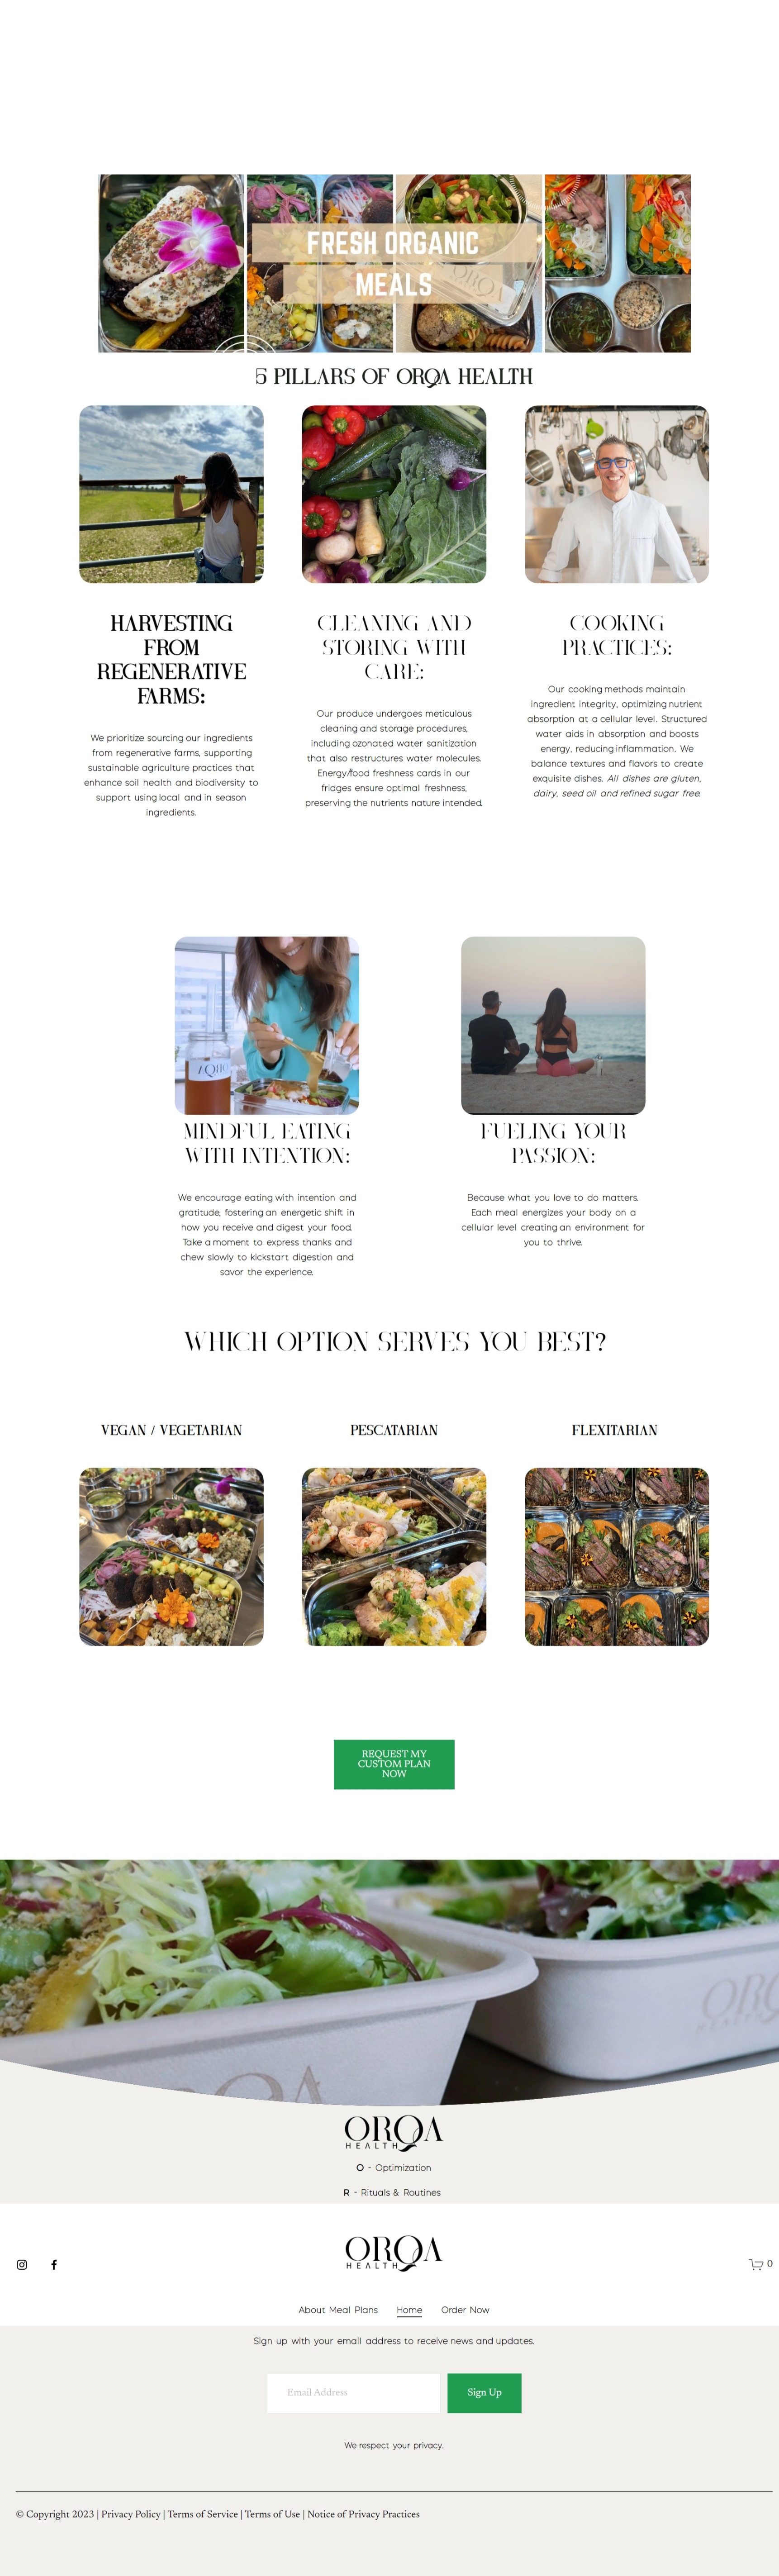 FRESH ORGANIC
MEALS
5 PILLARS OF ORQA HEALTH
HARVESTING
FROM
REGENERATIVE
FARMS:
We prioritize sourcing our ingredients
from regenerative farms, supporting
sustainable agriculture practices that
enhance soil health and biodiversity to
support using local and in season
ingredients.
CLEANING AND
STORING WITH
CARE:
Our produce undergoes meticulous
cleaning and storage procedures,
including ozonated water sanitization
that also restructures water molecules.
Energy/food freshness cards in our
fridges ensure optimal freshness,
preserving the nutrients nature intended.
COOKING
PRACTICES:
Our cooking methods maintain
ingredient integrity, optimizing nutrient
absorption at a cellular level. Structured
water aids in absorption and boosts
energy, reducing inflammation. We
balance textures and flavors to create
exquisite dishes. All dishes are gluten,
dairy, seed oil and refined sugar free.
MINDFUL EATING
WITH INTENTION:
We encourage eating with intention and
gratitude, fostering an energetic shift in
how you receive and digest your food.
Take a moment to express thanks and
chew slowly to kickstart digestion and
savor the experience.
FUELING YOUR
PASSION:
Because what you love to do matters.
Each meal energizes your body on a
cellular level creating an environment for
you to thrive.
WHICH OPTION SERVES YOU BEST?
VEGAN / VEGETARIAN
PESCATARIAN
FLEXITARIAN
REQUEST MY
CUSTOM PLAN
NOW
ORQA
HEALTH
O - Optimization
R - Rituals & Routines
ORQA
HEALTH
0
About Meal Plans Home Order Now
Sign up with your email address to receive news and updates.
Email Address
Sign Up
We respect your privacy.
© Copyright 2023 | Privacy Policy | Terms of Service | Terms of Use | Notice of Privacy Practices